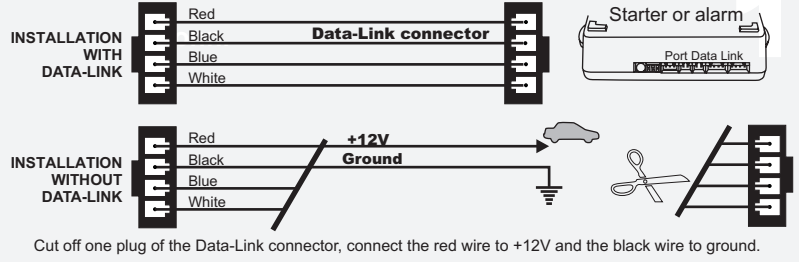 INSTALLATION
WITH
DATA-LINK
Red
Black
Blue
White
Data-Link connector
Starter or alarm
Port Data Link
INSTALLATION
WITHOUT
DATA-LINK
Red
Black
Blue
White
+12V
Ground
Cut off one plug of the Data-Link connector, connect the red wire to +12V and the black wire to ground.